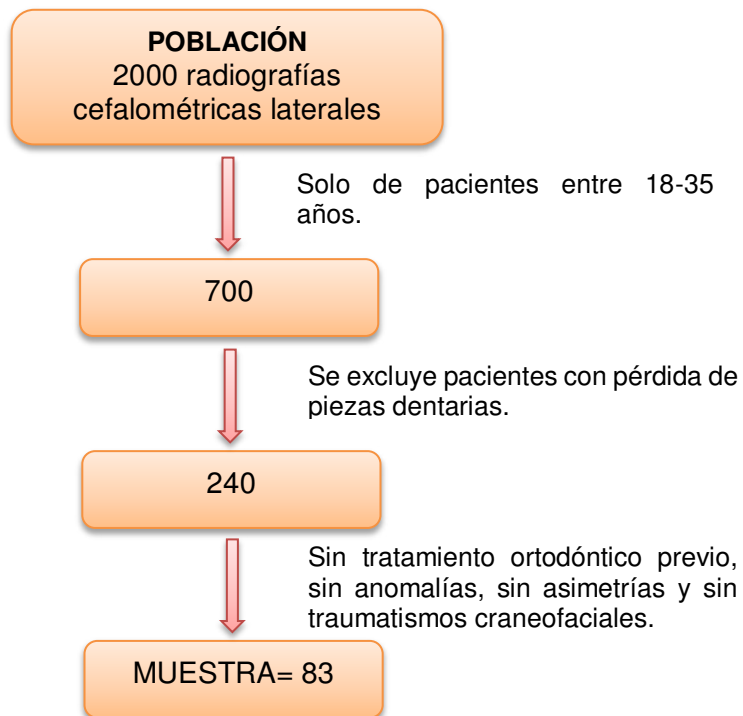 POBLACIÓN
2000 radiografías
cefalométricas laterales
Solo de pacientes entre 18-35
años.
700
Se excluye pacientes con pérdida de
piezas dentarias.
240
Sin tratamiento ortodóntico previo,
sin anomalías, sin asimetrías y sin
traumatismos craneofaciales.
MUESTRA= 83